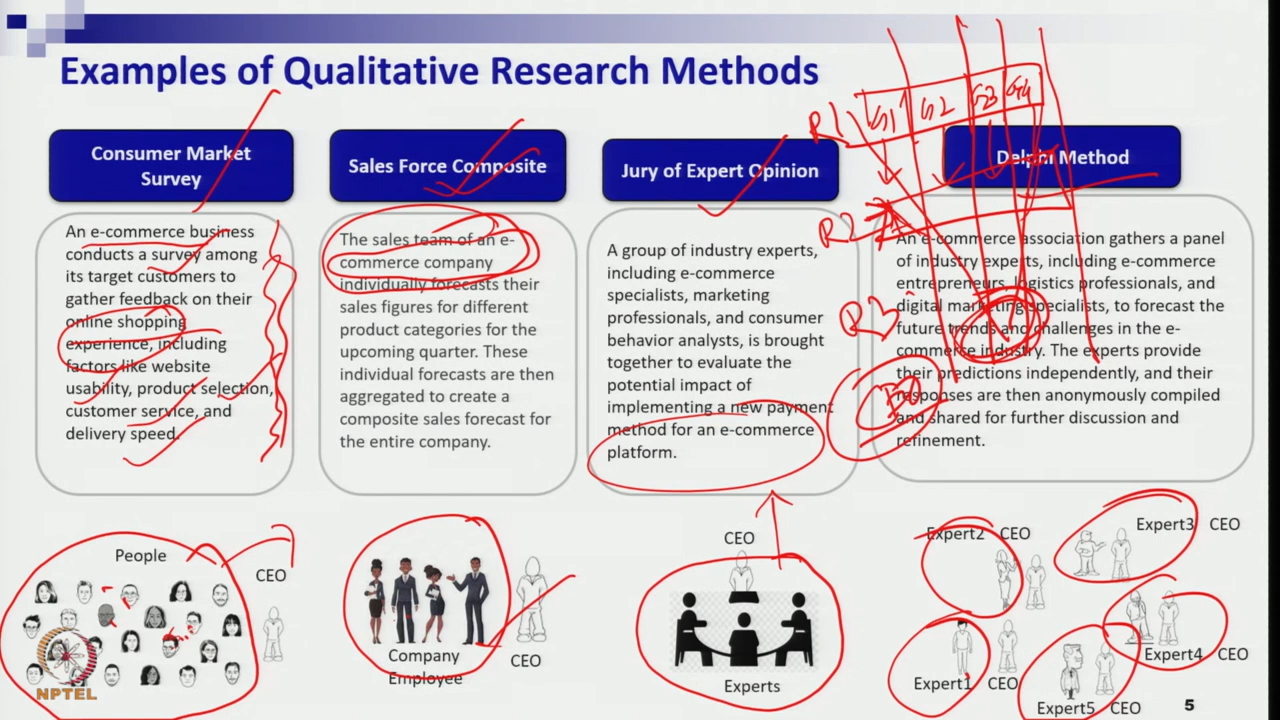 Examples of Qualitative Research Methods
Consumer Market
Survey
An e-commerce business
conducts a survey among
its target customers to
gather feedback on their
online shopping
experience, including
factors like website
usability, product selection,
customer service, and
delivery speed.
Sales Force Composite
The sales team of an e-
commerce company
individually forecasts their
sales figures for different
product categories for the
upcoming quarter. These
individual forecasts are then
aggregated to create a
composite sales forecast for
the entire company.
Jury of Expert Opinion
A group of industry experts,
including e-commerce
specialists, marketing
professionals, and consumer
behavior analysts, is brought
together to evaluate the
potential impact of
implementing a new payment
method for an e-commerce
platform.
Delphi Method
An e-commerce association gathers a panel
of industry experts, including e-commerce
entrepreneurs, logistics professionals, and
digital marketing specialists, to forecast the
future trends and challenges in the e-
commerce industry. The experts provide
their predictions independently, and their
responses are then anonymously compiled
and shared for further discussion and
refinement.
R1 G1 G2 G3 G4
R2
R3
People
CEO
Company
Employee
CEO
CEO
Experts
Expert2 CEO
Expert3 CEO
Expert1 CEO
Expert4 CEO
Expert5 CEO
NPTEL
5